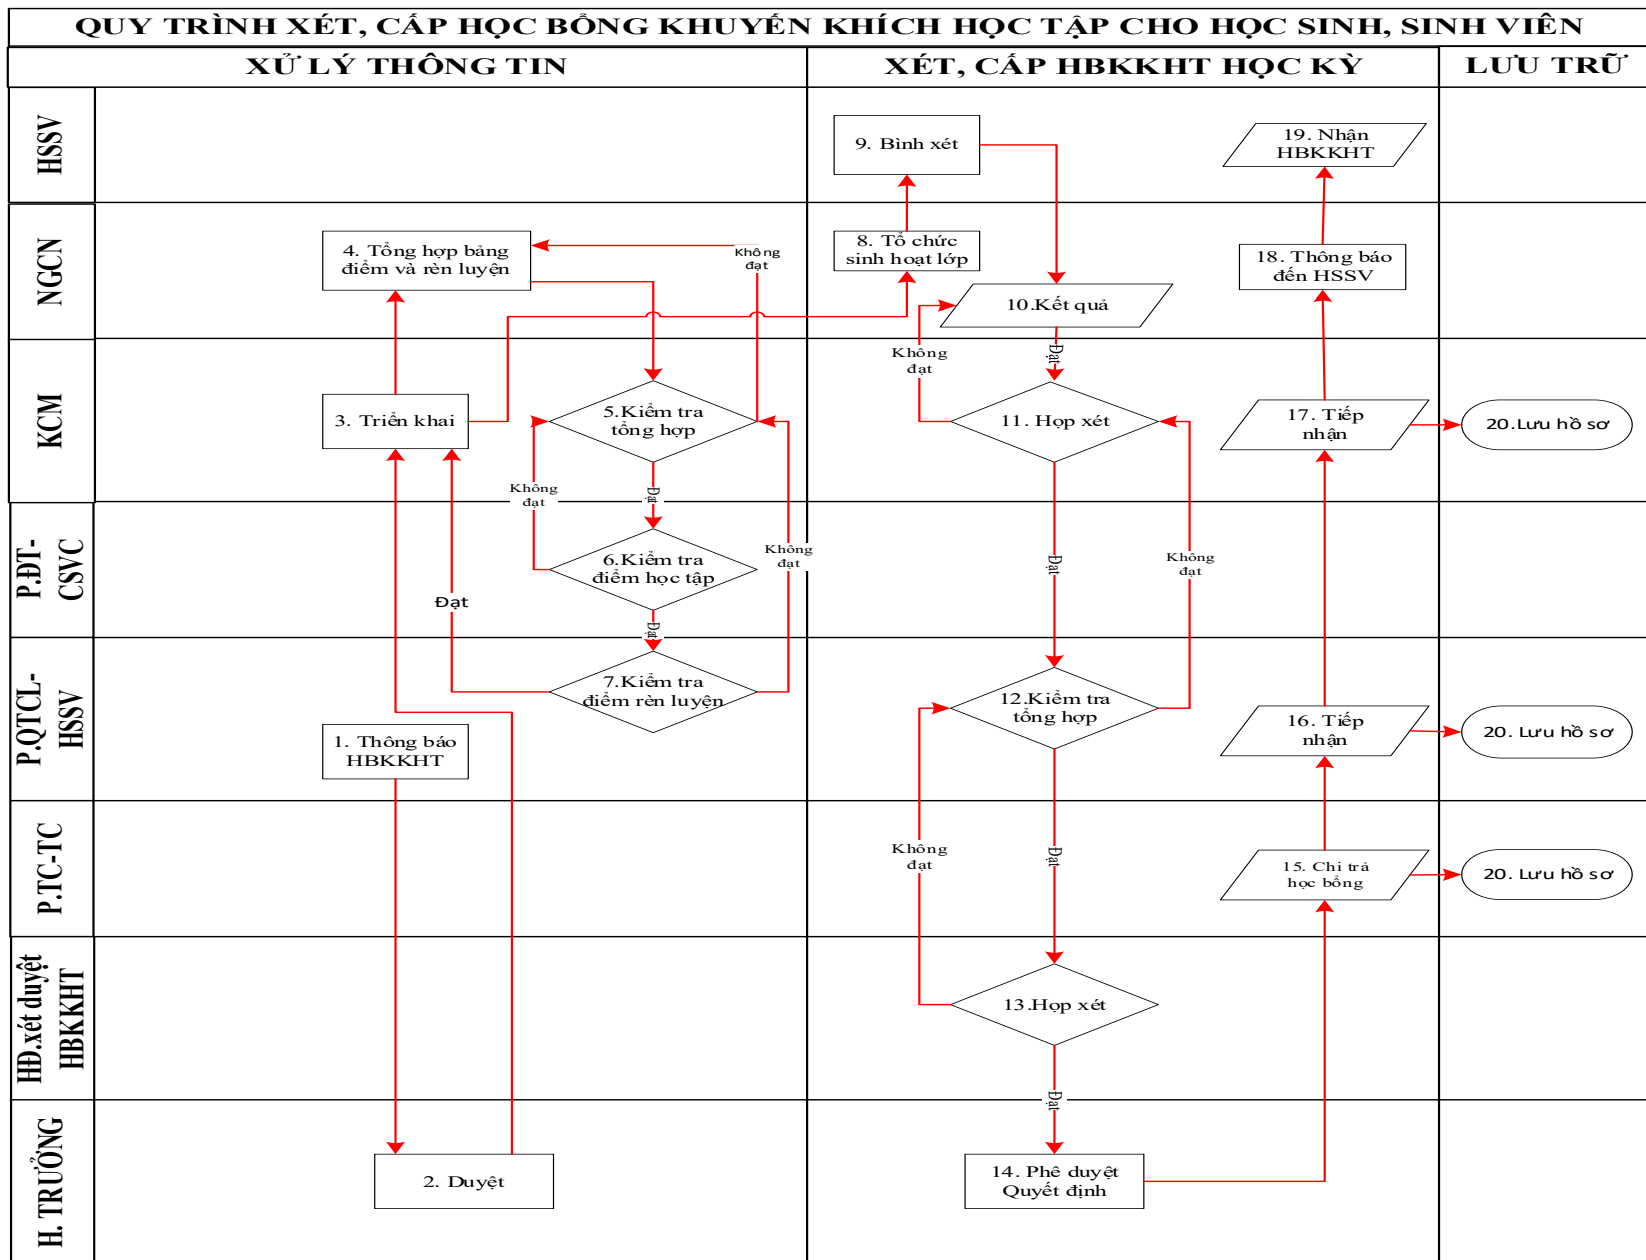 QUY TRÌNH XÉT, CẤP HỌC BỔNG KHUYẾN KHÍCH HỌC TẬP CHO HỌC SINH, SINH VIÊN
XỬ LÝ THÔNG TIN
XÉT, CẤP HBKKHT HỌC KỲ
LƯU TRỮ
HSSV
9. Bình xét
19. Nhận
HBKKHT
NGCN
4. Tổng hợp bảng
điểm và rèn luyện
Không
đạt
8. Tổ chức
sinh hoạt lớp
10.Kết quả
18. Thông báo
đến HSSV
KCM
3. Triển khai
5.Kiểm tra
tổng hợp
Không
đạt
Đạt
Không
đạt
Đạt
11. Họp xét
17. Tiếp
nhận
20.Lưu hồ sơ
P.ĐT-
CSVC
Đạt
6.Kiểm tra
điểm học tập
Không
đạt
Đạt
Đạt
Không
đạt
P.QTCL-
HSSV
1. Thông báo
HBKKHT
7.Kiểm tra
điểm rèn luyện
12.Kiểm tra
tổng hợp
16. Tiếp
nhận
20. Lưu hồ sơ
P.TC-TC
Không
đạt
Đạt
15. Chi trả
học bổng
20. Lưu hồ sơ
HĐ.xét duyệt
HBKKHT
13.Họp xét
Đạt
H. TRƯỞNG
2. Duyệt
14. Phê duyệt
Quyết định